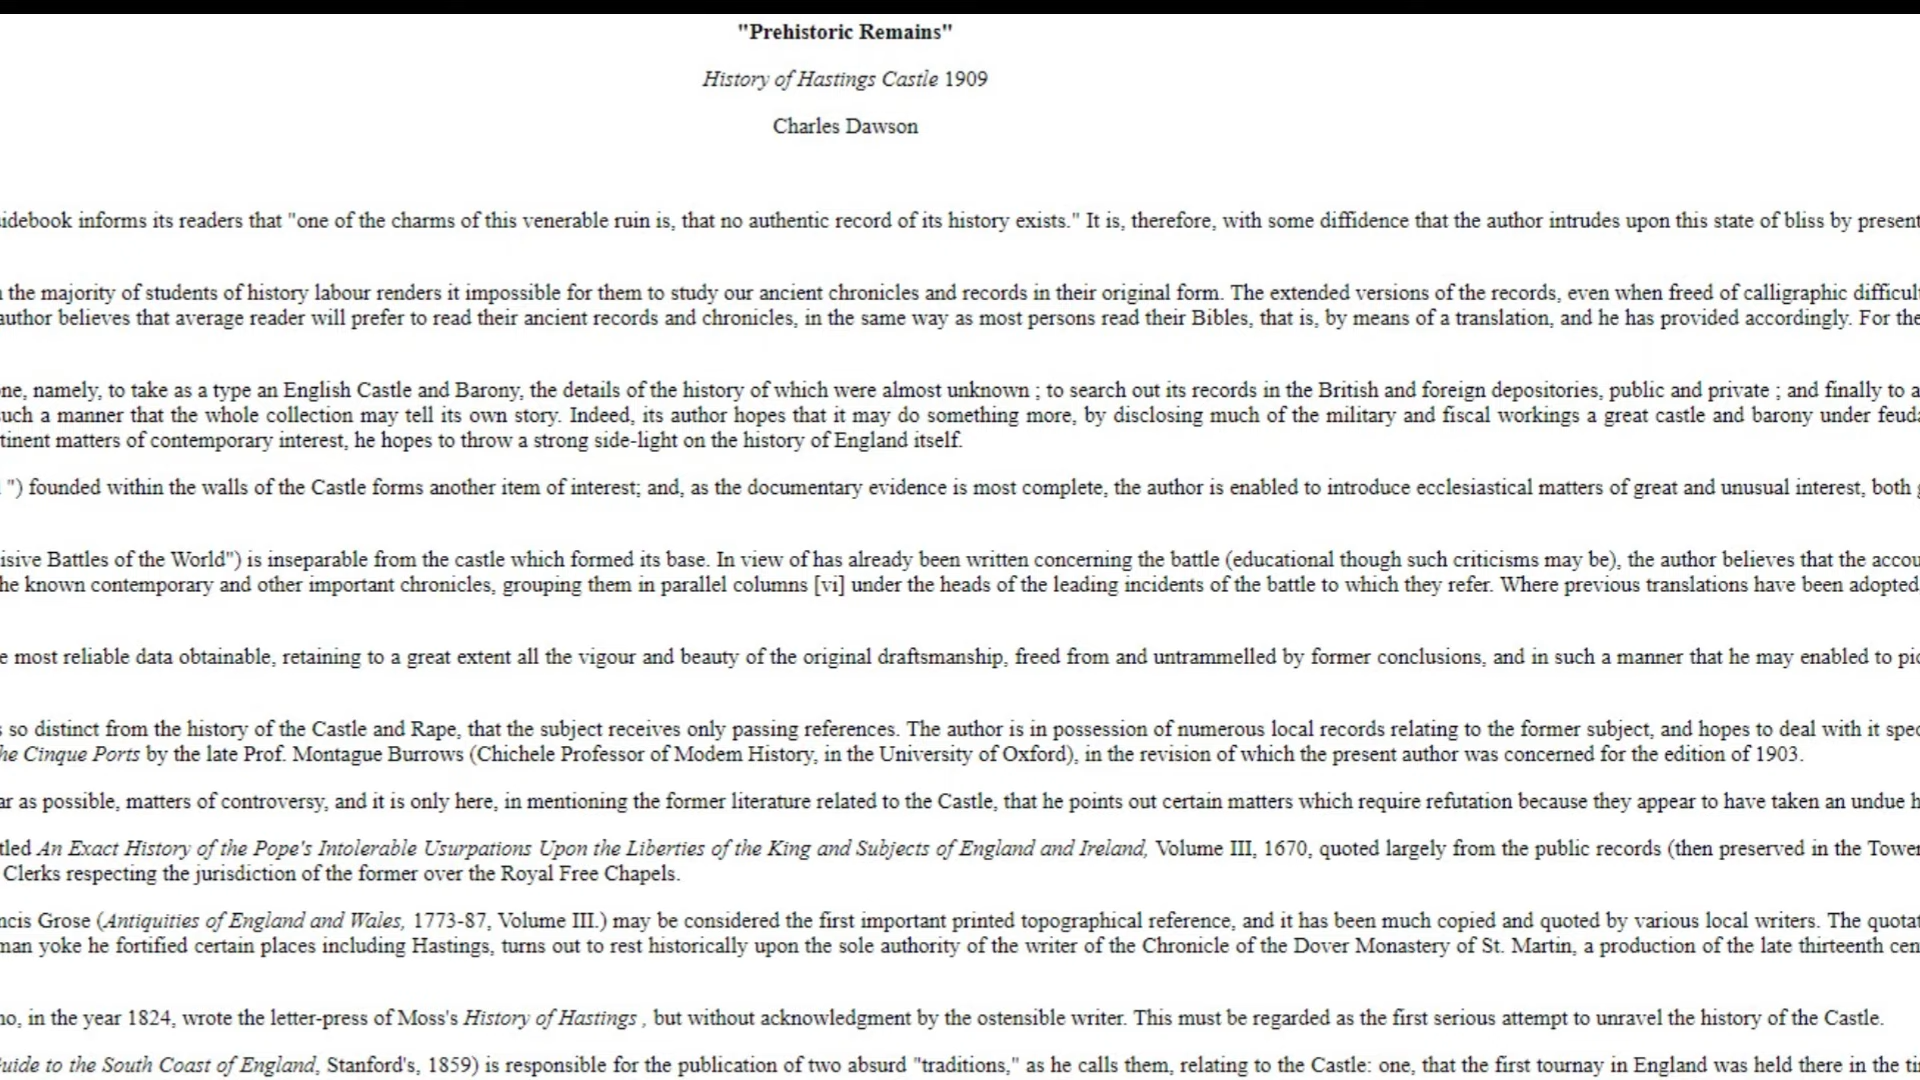 "Prehistoric Remains"
History of Hastings Castle 1909
Charles Dawson
idebook informs its readers that "one of the charms of this venerable ruin is, that no authentic record of its history exists." It is, therefore, with some diffidence that the author intrudes upon this state of bliss by present
the majority of students of history labour renders it impossible for them to study our ancient chronicles and records in their original form. The extended versions of the records, even when freed of calligraphic difficul
author believes that average reader will prefer to read their ancient records and chronicles, in the same way as most persons read their Bibles, that is, by means of a translation, and he has provided accordingly. For the
ne, namely, to take as a type an English Castle and Barony, the details of the history of which were almost unknown ; to search out its records in the British and foreign depositories, public and private ; and finally to a
such a manner that the whole collection may tell its own story. Indeed, its author hopes that it may do something more, by disclosing much of the military and fiscal workings a great castle and barony under feuda
tinent matters of contemporary interest, he hopes to throw a strong side-light on the history of England itself.
") founded within the walls of the Castle forms another item of interest; and, as the documentary evidence is most complete, the author is enabled to introduce ecclesiastical matters of great and unusual interest, both
isive Battles of the World") is inseparable from the castle which formed its base. In view of has already been written concerning the battle (educational though such criticisms may be), the author believes that the accou
he known contemporary and other important chronicles, grouping them in parallel columns [vi] under the heads of the leading incidents of the battle to which they refer. Where previous translations have been adopted,
e most reliable data obtainable, retaining to a great extent all the vigour and beauty of the original draftsmanship, freed from and untrammelled by former conclusions, and in such a manner that he may enabled to pic
s so distinct from the history of the Castle and Rape, that the subject receives only passing references. The author is in possession of numerous local records relating to the former subject, and hopes to deal with it spec
he Cinque Ports by the late Prof. Montague Burrows (Chichele Professor of Modem History, in the University of Oxford), in the revision of which the present author was concerned for the edition of 1903.
ar as possible, matters of controversy, and it is only here, in mentioning the former literature related to the Castle, that he points out certain matters which require refutation because they appear to have taken an undue h
tled An Exact History of the Pope's Intolerable Usurpations Upon the Liberties of the King and Subjects of England and Ireland, Volume III, 1670, quoted largely from the public records (then preserved in the Tower
Clerks respecting the jurisdiction of the former over the Royal Free Chapels.
ncis Grose (Antiquities of England and Wales, 1773-87, Volume III.) may be considered the first important printed topographical reference, and it has been much copied and quoted by various local writers. The quotat
man yoke he fortified certain places including Hastings, turns out to rest historically upon the sole authority of the writer of the Chronicle of the Dover Monastery of St. Martin, a production of the late thirteenth cen
ho, in the year 1824, wrote the letter-press of Moss's History of Hastings , but without acknowledgment by the ostensible writer. This must be regarded as the first serious attempt to unravel the history of the Castle.
uide to the South Coast of England, Stanford's, 1859) is responsible for the publication of two absurd "traditions," as he calls them, relating to the Castle: one, that the first tournay in England was held there in the ti